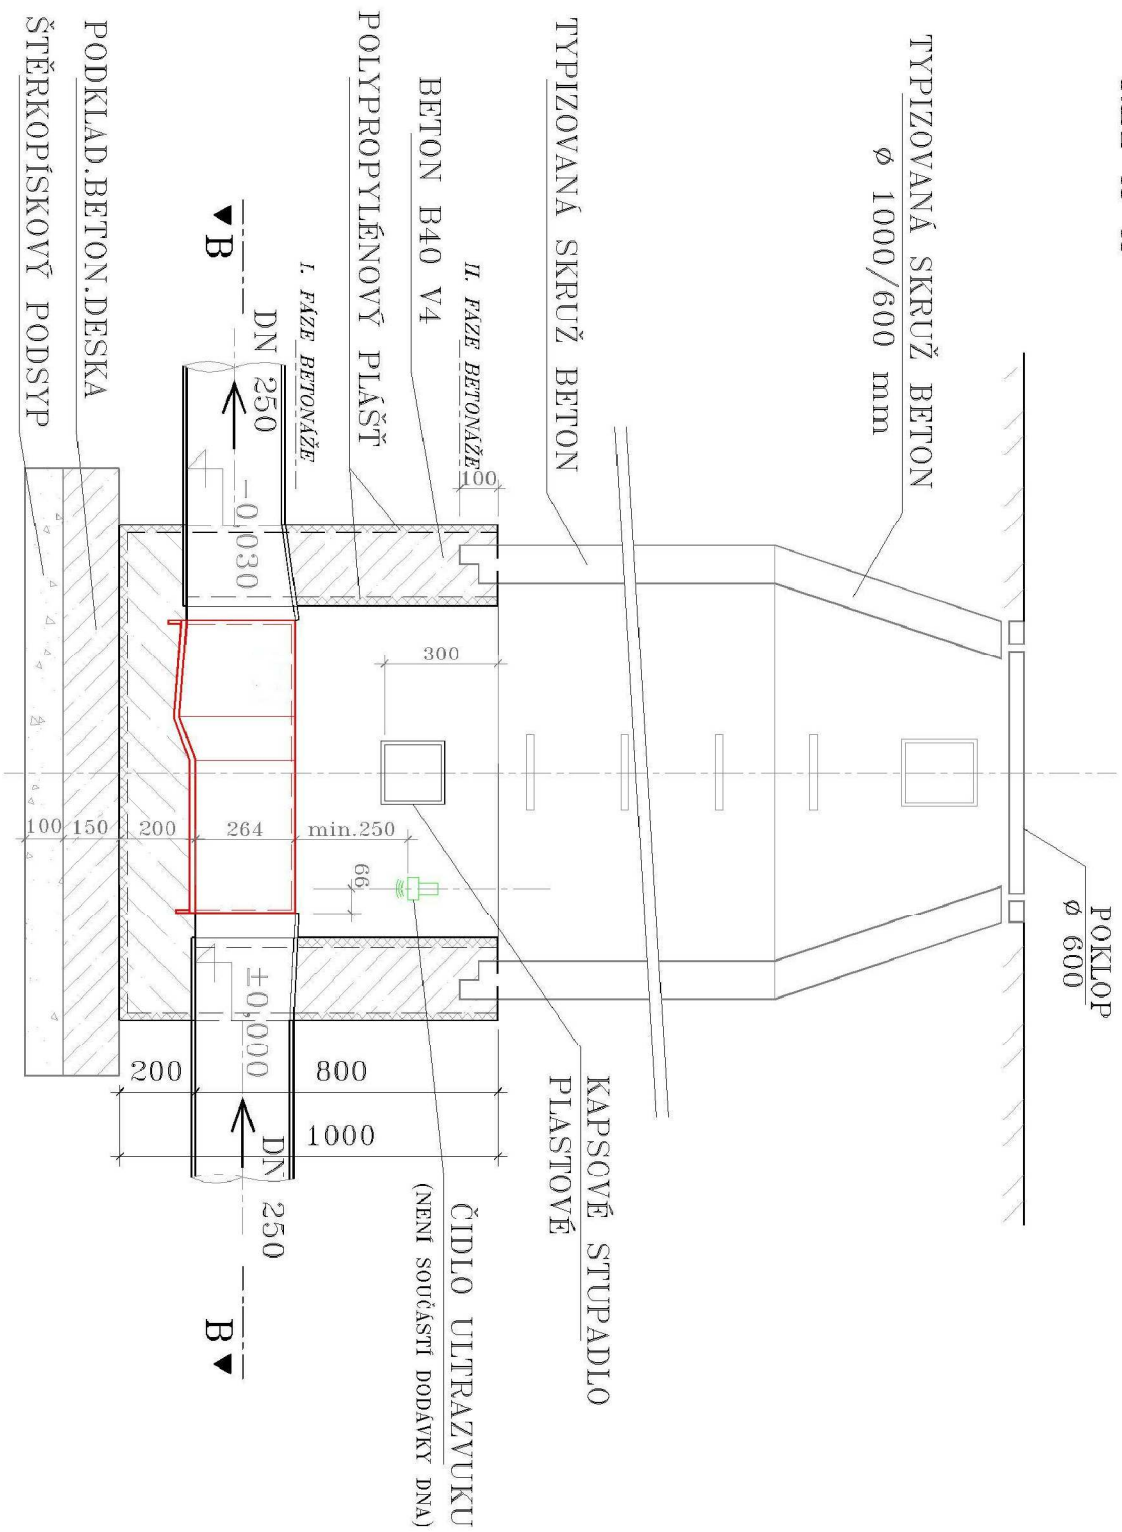 TYPIZOVANÁ SKRUŽ BETON
ø 1000/600 mm
POKLOP
ø 600
TYPIZOVANÁ SKRUŽ BETON
KAPSOVÉ STUPADLO
PLASTOVÉ
II. FÁZE BETONÁŽE
BETON B40 V4
POLYPROPYLÉNOVÝ PLÁŠŤ
I. FÁZE BETONÁŽE
ČIDLO ULTRAZVUKU
(NENÍ SOUČÁSTÍ DODÁVKY DNA)
100
300
min.250
66
264
200
150
100
800
200
1000
DN 250
DN 250
-0,030
±0,000
B
B
PODKLAD.BETON.DESKA
ŠTĚRKOPÍSKOVÝ PODSYP